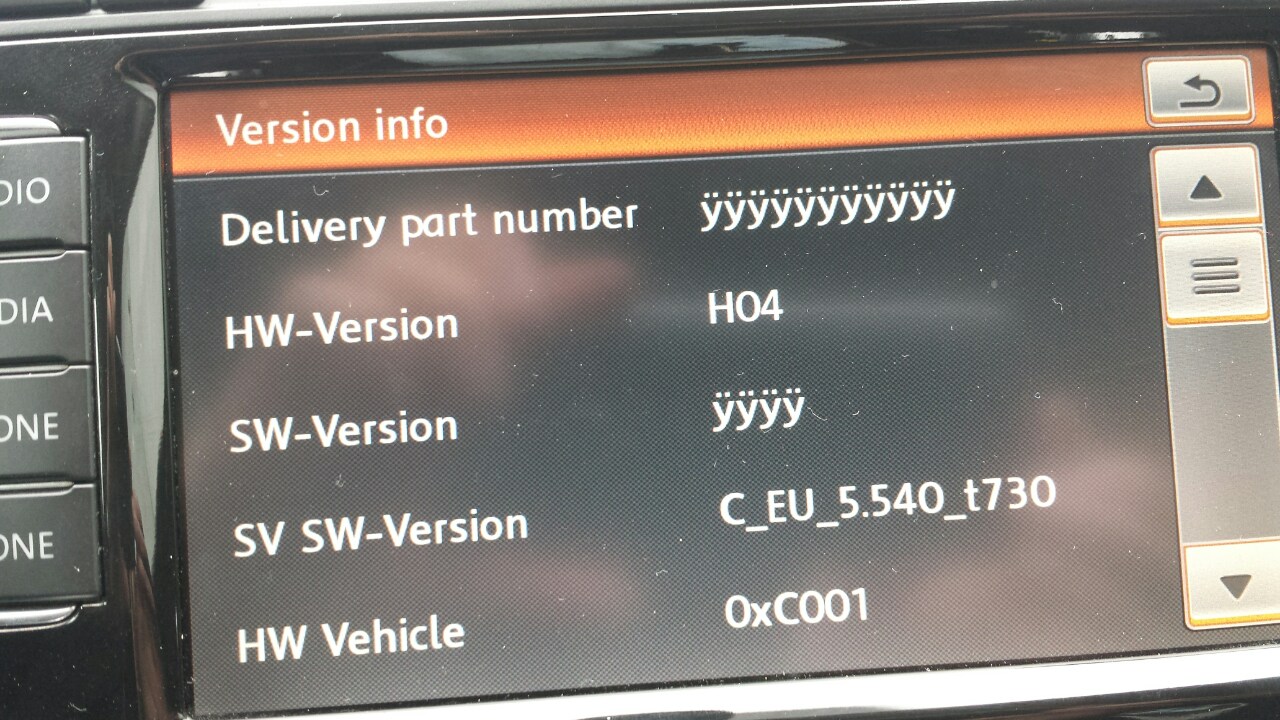 Version info
Delivery part number ÿÿÿÿÿÿÿÿÿÿÿ
HW-Version H04
SW-Version ÿÿÿÿ
SV SW-Version C_EU_5.540_t730
HW Vehicle 0xC001
DIO
DIA
ONE
ONE